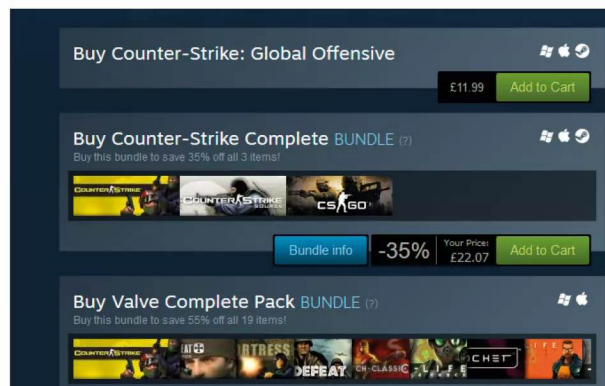 Buy Counter-Strike: Global Offensive
£11.99 Add to Cart
Buy Counter-Strike Complete BUNDLE (?)
Buy this bundle to save 35% off all 3 items!
COUNTER STRIKE
COUNTER STRIKE SOURCE
CS GO
Bundle info -35% Your Price: £22.07 Add to Cart
Buy Valve Complete Pack BUNDLE (?)
Buy this bundle to save 55% off all 19 items!
COUNTER STRIKE
DEFEAT